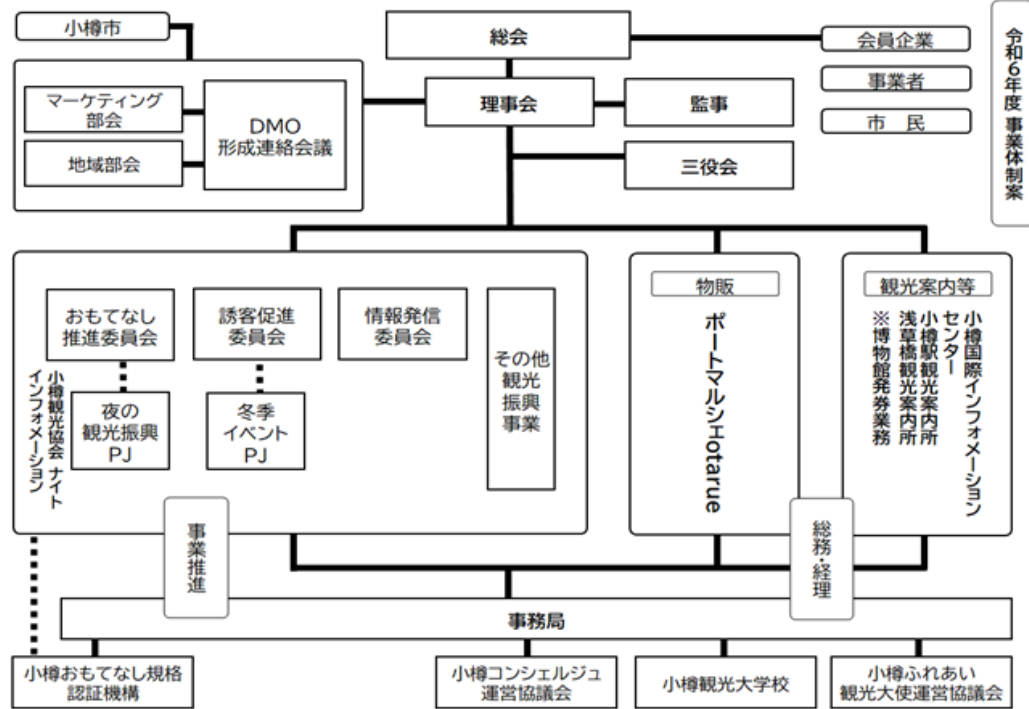 小樽市
総会
会員企業
令和6年度 事業体制案
マーケティング
部会
DMO
形成連絡会議
地域部会
理事会
監事
事業者
市　民
三役会
おもてなし
推進委員会
誘客促進
委員会
情報発信
委員会
その他
観光
振興
事業
夜の
観光振興
PJ
冬季
イベント
PJ
小樽観光協会 ナイト
インフォメーション
物販
ポートマルシェotarue
観光案内等
小樽国際インフォメーション
センター
小樽駅観光案内所
浅草橋観光案内所
※博物館発券業務
事業推進
総務・経理
事務局
小樽おもてなし規格
認証機構
小樽コンシェルジュ
運営協議会
小樽観光大学校
小樽ふれあい
観光大使運営協議会